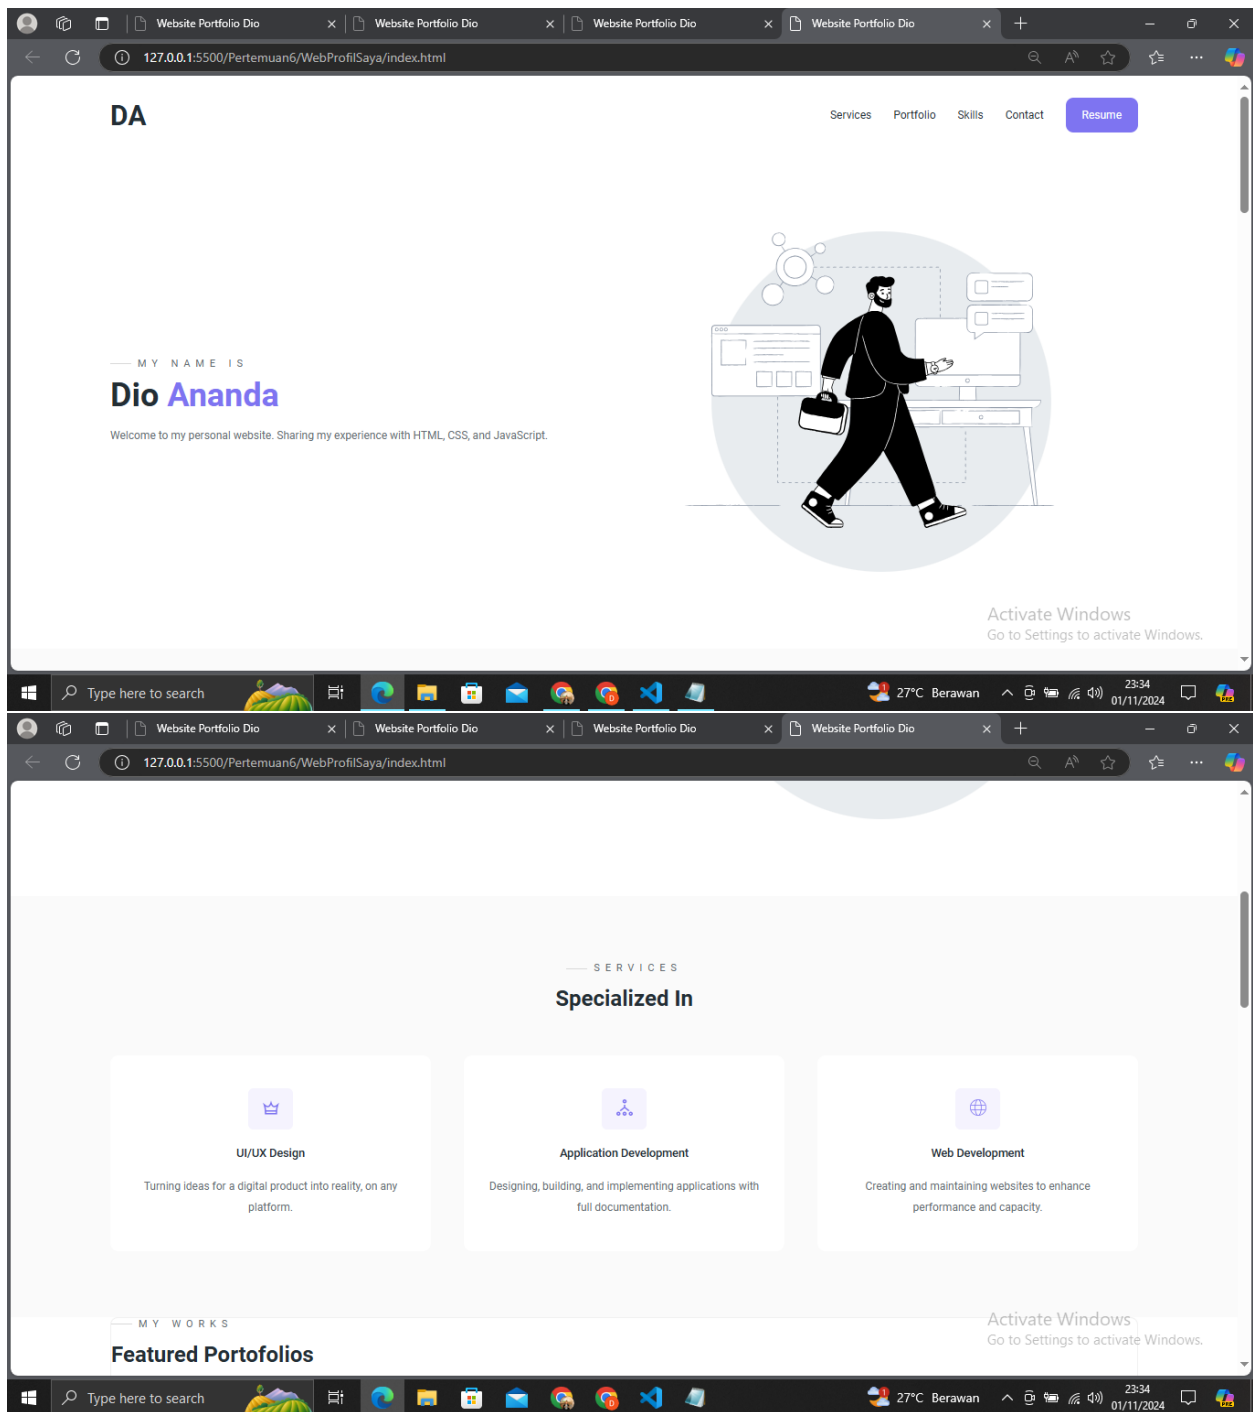 Website Portfolio Dio
Website Portfolio Dio
Website Portfolio Dio
Website Portfolio Dio
127.0.0.1:5500/Pertemuan6/WebProfilSaya/index.html
DA
Services Portfolio Skills Contact Resume
MY NAME IS
Dio Ananda
Welcome to my personal website. Sharing my experience with HTML, CSS, and JavaScript.
Activate Windows
Go to Settings to activate Windows.
Type here to search
27°C Berawan
23:34
01/11/2024
Website Portfolio Dio
Website Portfolio Dio
Website Portfolio Dio
Website Portfolio Dio
127.0.0.1:5500/Pertemuan6/WebProfilSaya/index.html
SERVICES
Specialized In
UI/UX Design
Turning ideas for a digital product into reality, on any
platform.
Application Development
Designing, building, and implementing applications with
full documentation.
Web Development
Creating and maintaining websites to enhance
performance and capacity.
MY WORKS
Featured Portofolios
Activate Windows
Go to Settings to activate Windows.
Type here to search
27°C Berawan
23:34
01/11/2024